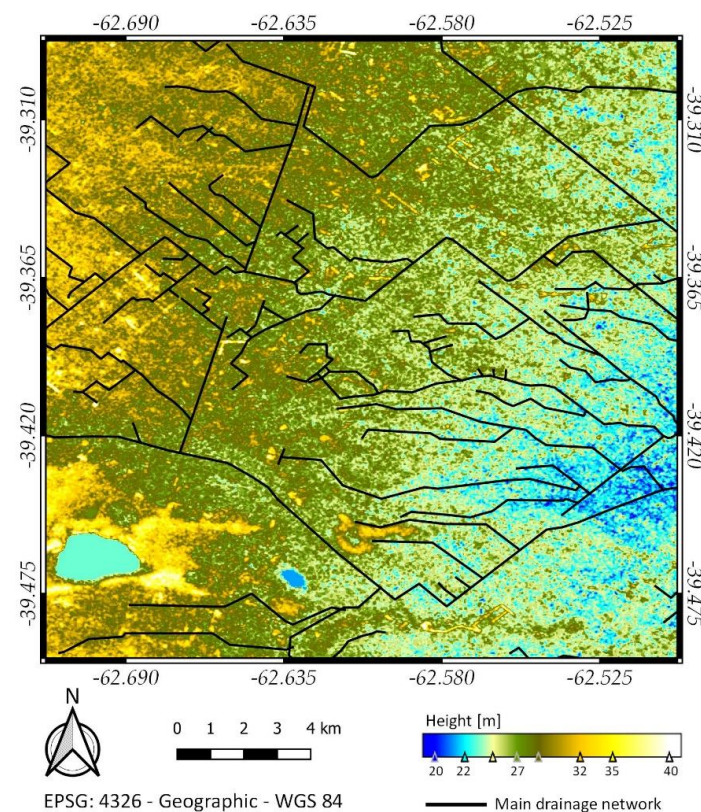 -62.690 -62.635 -62.580 -62.525
-39.310 -39.310
-39.365 -39.365
-39.420 -39.420
-39.475 -39.475
-62.690 -62.635 -62.580 -62.525
N
0 1 2 3 4 km
Height [m]
20 22 25 27 29 32 35 40
EPSG: 4326 - Geographic - WGS 84
Main drainage network